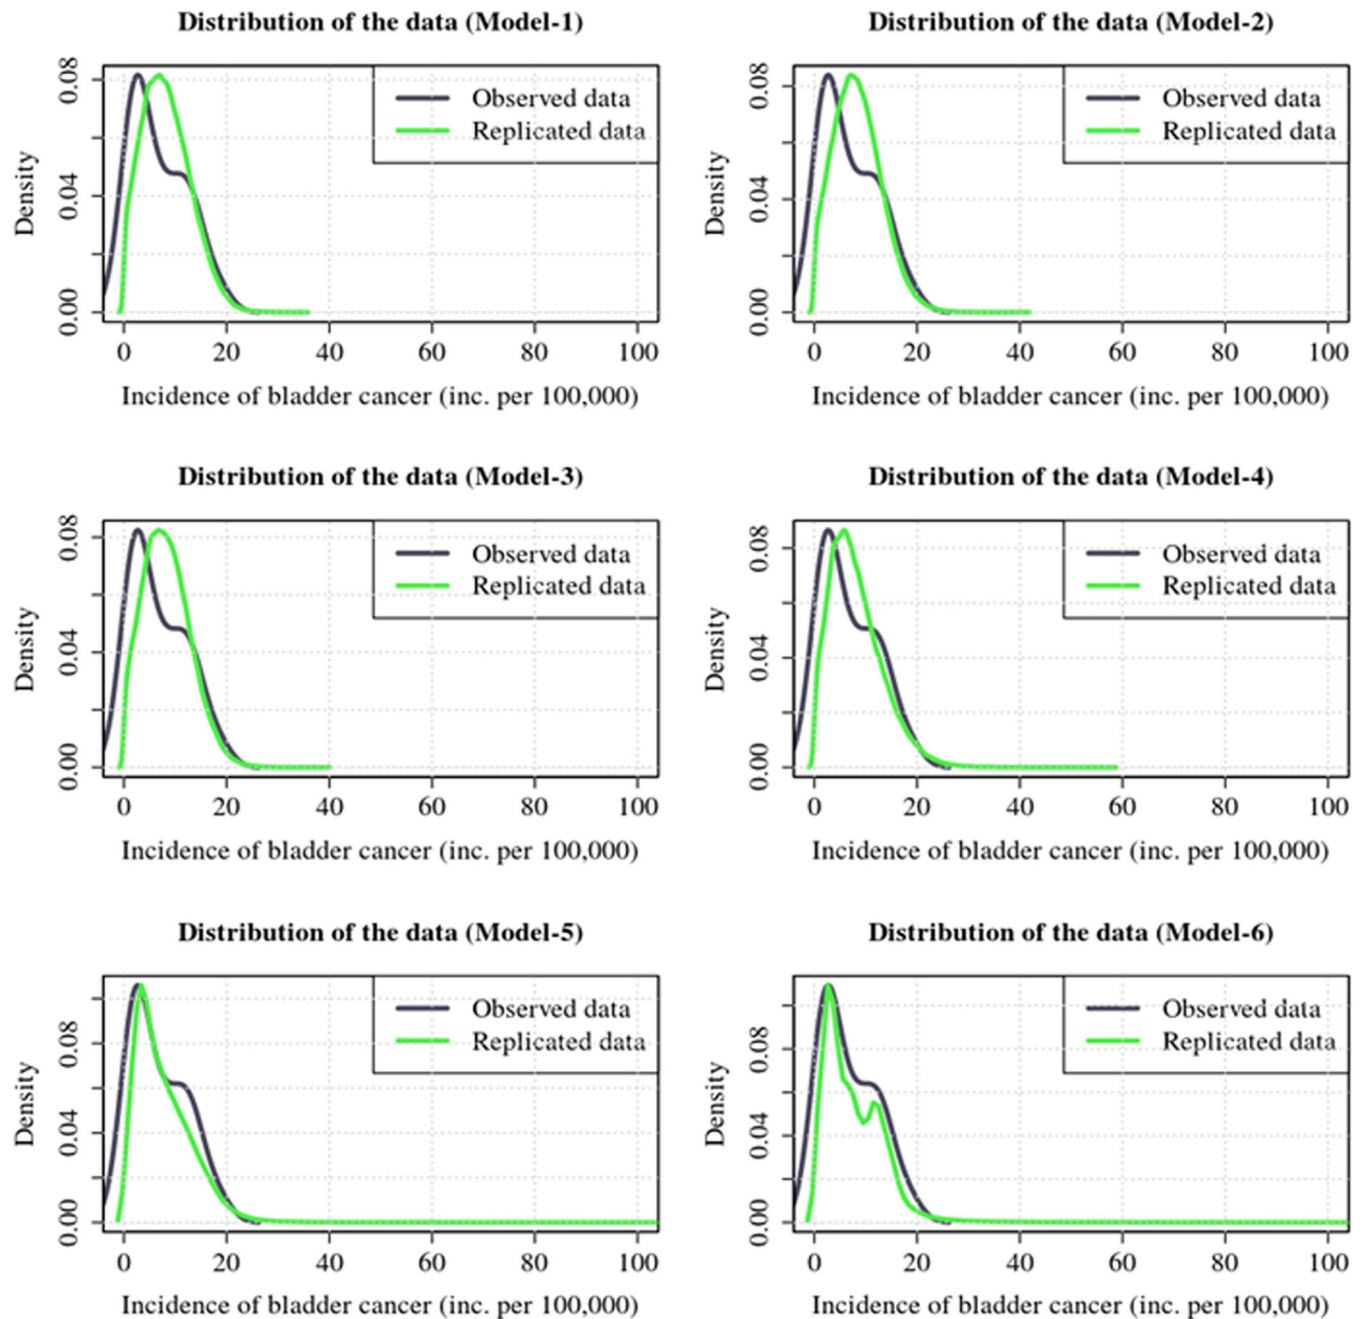 Distribution of the data (Model-1)
Density
0.00 0.04 0.08
Observed data
Replicated data
0 20 40 60 80 100
Incidence of bladder cancer (inc. per 100,000)
Distribution of the data (Model-2)
Density
0.00 0.04 0.08
Observed data
Replicated data
0 20 40 60 80 100
Incidence of bladder cancer (inc. per 100,000)
Distribution of the data (Model-3)
Density
0.00 0.04 0.08
Observed data
Replicated data
0 20 40 60 80 100
Incidence of bladder cancer (inc. per 100,000)
Distribution of the data (Model-4)
Density
0.00 0.04 0.08
Observed data
Replicated data
0 20 40 60 80 100
Incidence of bladder cancer (inc. per 100,000)
Distribution of the data (Model-5)
Density
0.00 0.04 0.08
Observed data
Replicated data
0 20 40 60 80 100
Incidence of bladder cancer (inc. per 100,000)
Distribution of the data (Model-6)
Density
0.00 0.04 0.08
Observed data
Replicated data
0 20 40 60 80 100
Incidence of bladder cancer (inc. per 100,000)